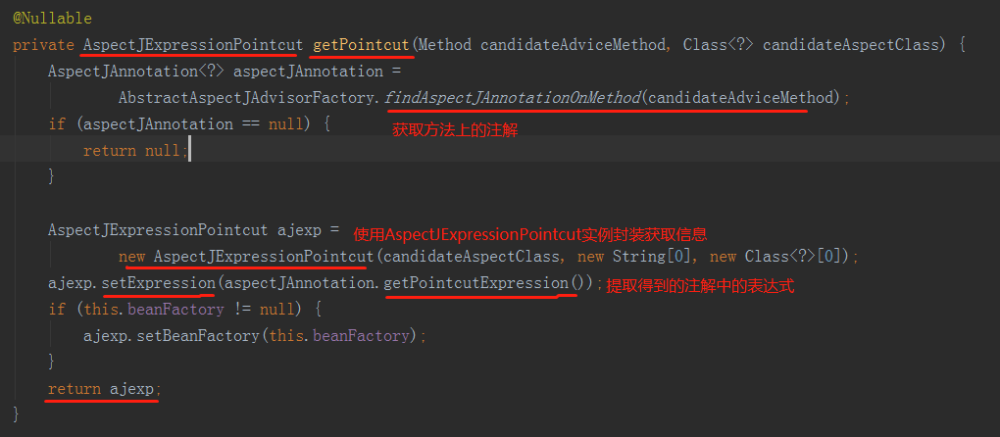 @Nullable
private AspectJExpressionPointcut getPointcut(Method candidateAdviceMethod, Class<?> candidateAspectClass) {
AspectJAnnotation<?> aspectJAnnotation =
AbstractAspectJAdvisorFactory.findAspectJAnnotationOnMethod(candidateAdviceMethod);
if (aspectJAnnotation == null) {
获取方法上的注解
return null;
}
AspectJExpressionPointcut ajexp = 使用AspectJExpressionPointcut实例封装获取信息
new AspectJExpressionPointcut(candidateAspectClass, new String[0], new Class<?>[0]);
ajexp.setExpression(aspectJAnnotation.getPointcutExpression()); 提取得到的注解中的表达式
if (this.beanFactory != null) {
ajexp.setBeanFactory(this.beanFactory);
}
return ajexp;
}